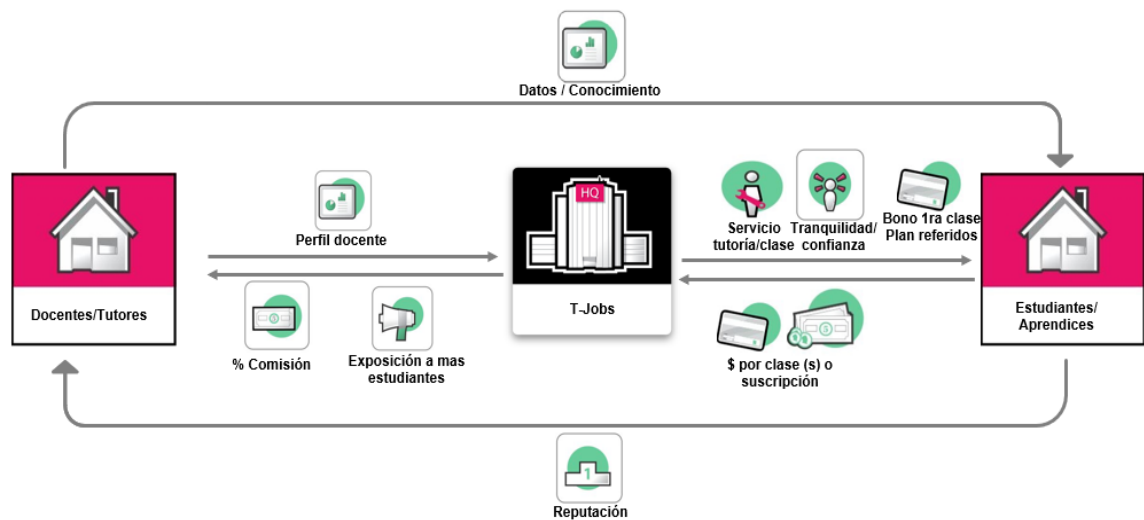 Datos / Conocimiento
Perfil docente
HQ
Servicio
tutoría/clase
Tranquilidad/
confianza
Bono 1ra clase
Plan referidos
Docentes/Tutores
T-Jobs
Estudiantes/
Aprendices
% Comisión
Exposición a mas
estudiantes
$ por clase (s) o
suscripción
1
Reputación